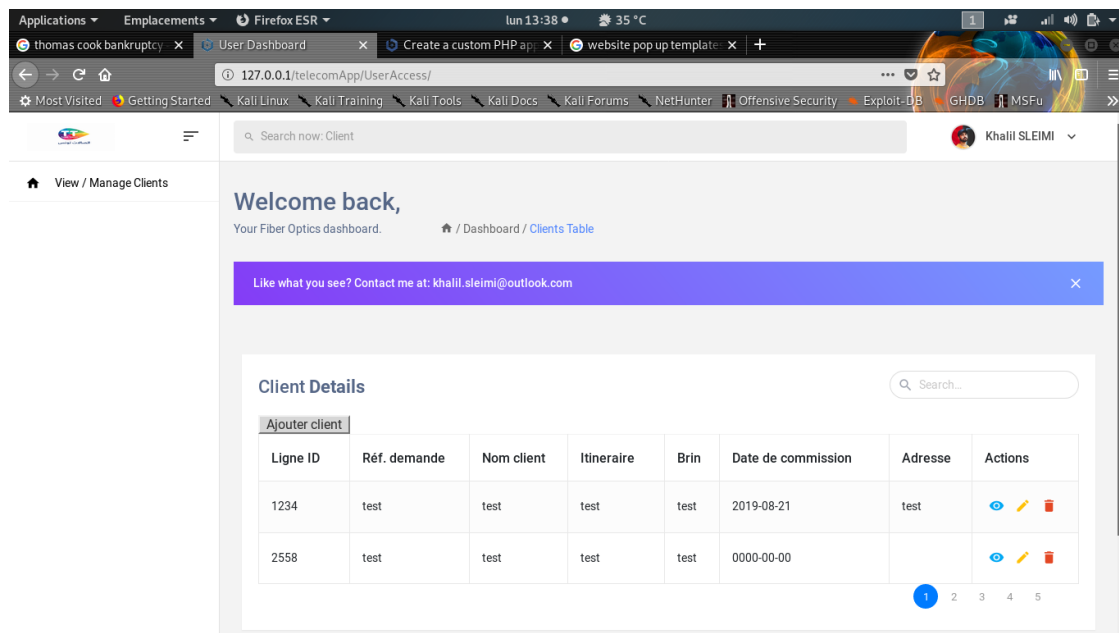 Applications Emplacements Firefox ESR lun 13:38 35 °C 1
thomas cook bankruptcy User Dashboard Create a custom PHP app website pop up template
127.0.0.1/telecomApp/UserAccess/
Most Visited Getting Started Kali Linux Kali Training Kali Tools Kali Docs Kali Forums NetHunter Offensive Security Exploit-DB GHDB MSFu
Search now: Client
Khalil SLEIMI
View / Manage Clients
Welcome back,
Your Fiber Optics dashboard.
/ Dashboard / Clients Table
Like what you see? Contact me at: khalil.sleimi@outlook.com
Client Details
Search...
Ajouter client
Ligne ID Réf. demande Nom client Itineraire Brin Date de commission Adresse Actions
1234 test test test test 2019-08-21 test
2558 test test test test 0000-00-00
1 2 3 4 5